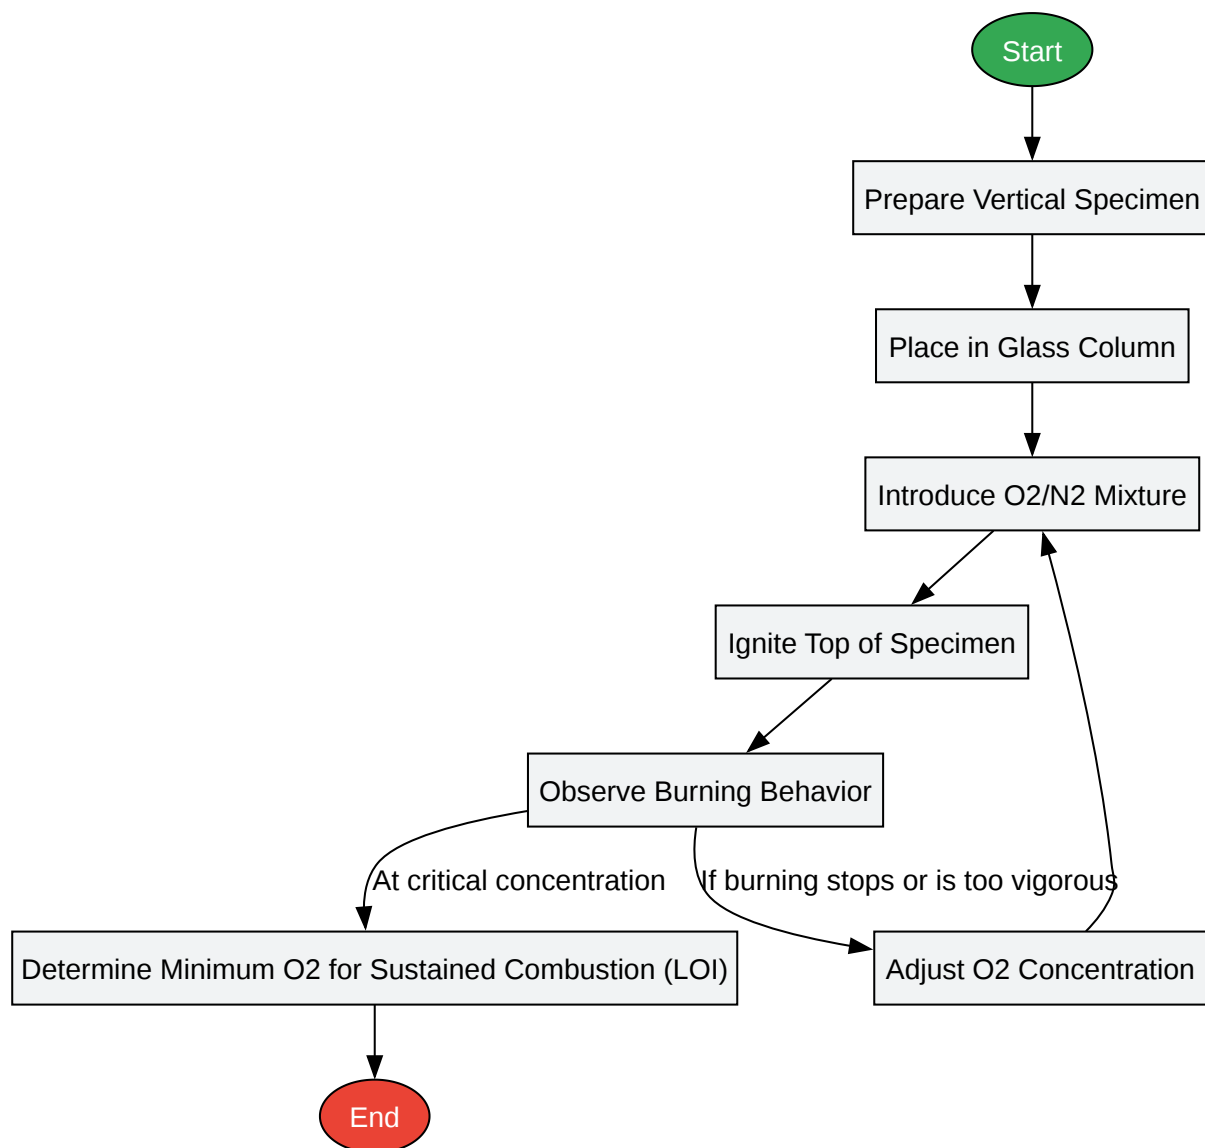 Start
Prepare Vertical Specimen
Place in Glass Column
Introduce O2/N2 Mixture
Ignite Top of Specimen
Observe Burning Behavior
At critical concentration
If burning stops or is too vigorous
Determine Minimum O2 for Sustained Combustion (LOI)
Adjust O2 Concentration
End